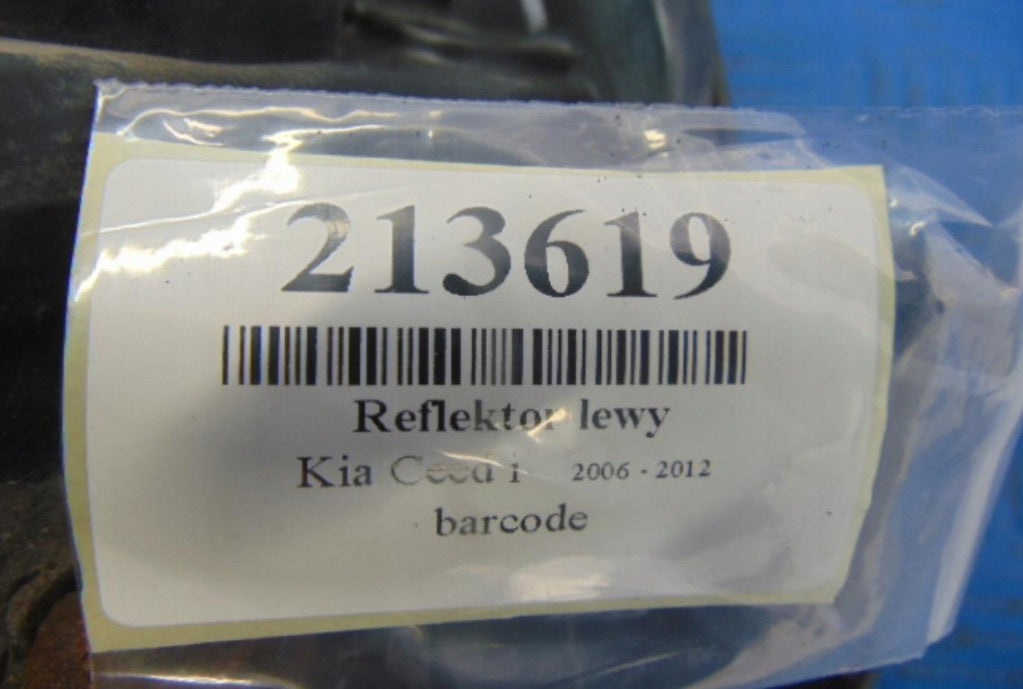 213619
Reflektor lewy
Kia Ceed i 2006 - 2012
barcode